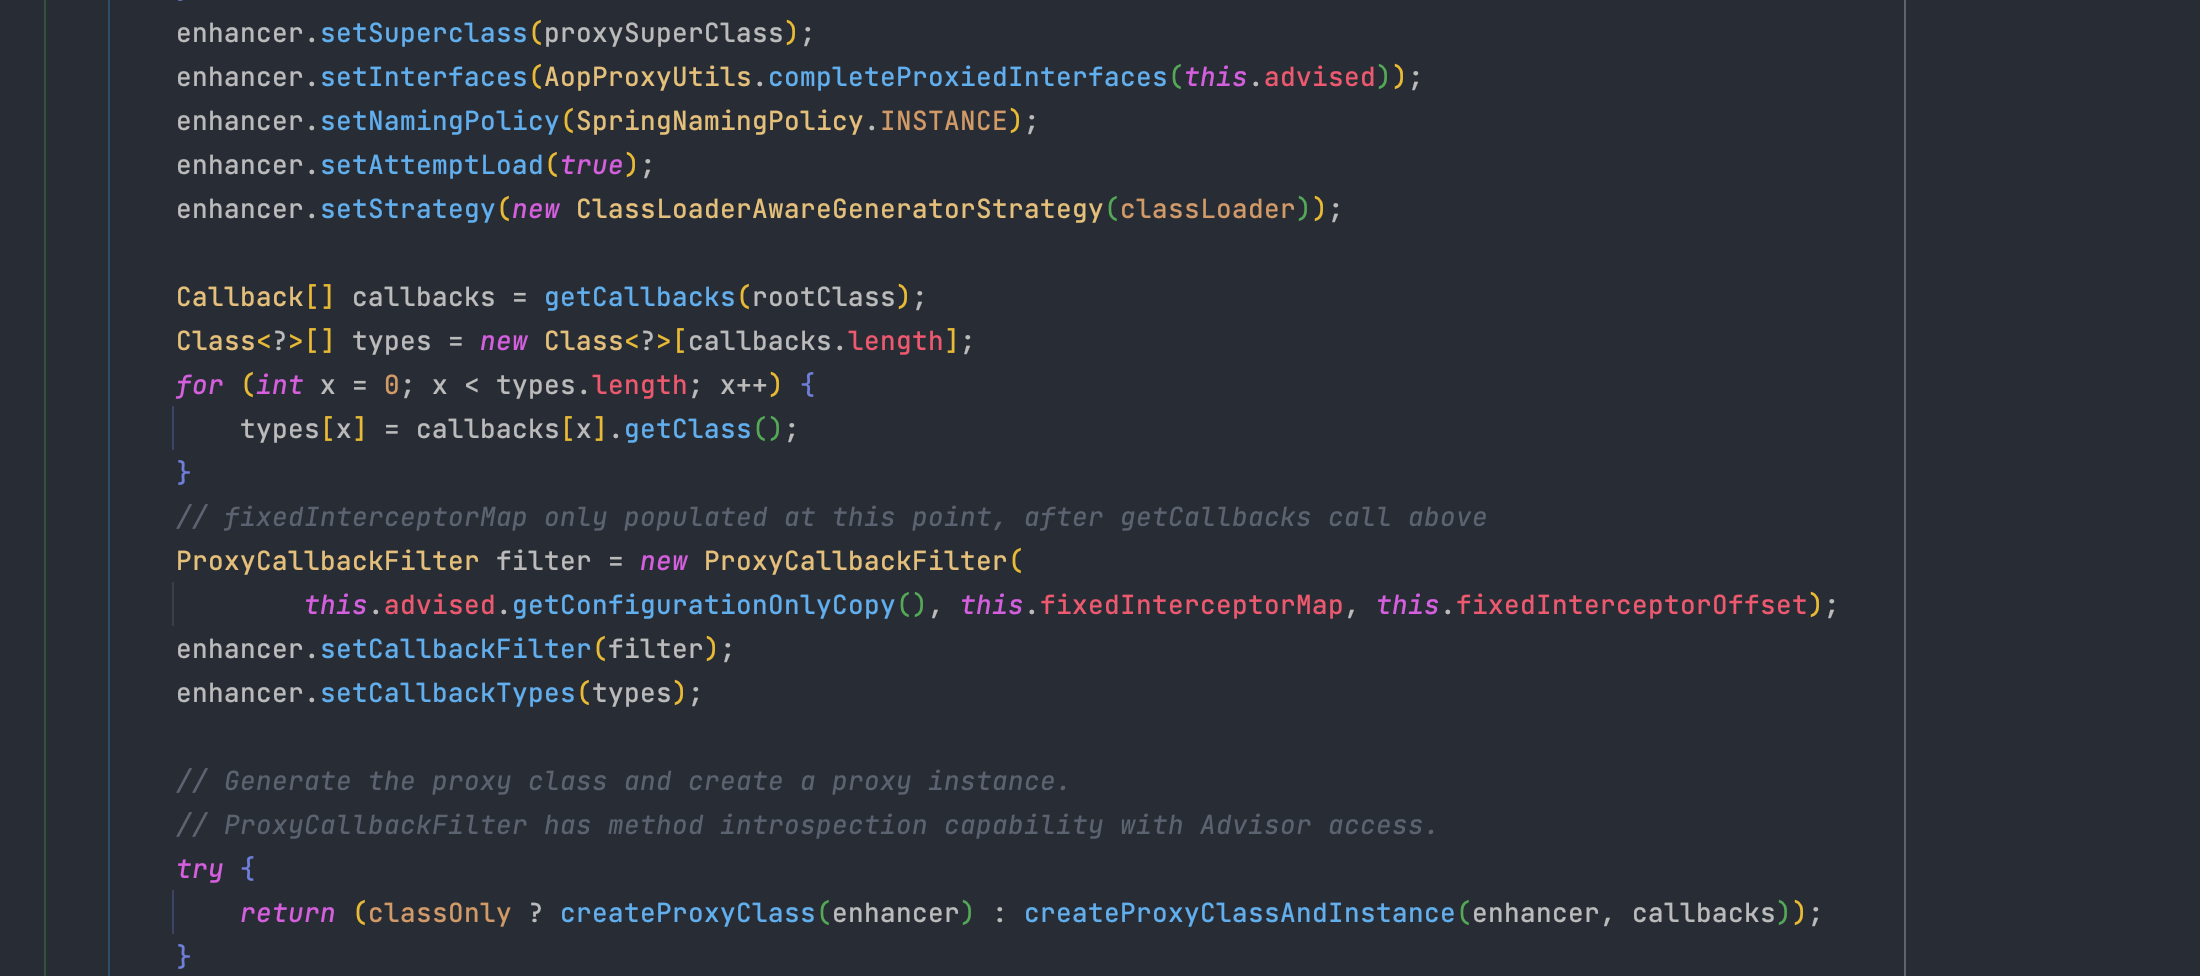 enhancer.setSuperclass(proxySuperClass);
enhancer.setInterfaces(AopProxyUtils.completeProxiedInterfaces(this.advised));
enhancer.setNamingPolicy(SpringNamingPolicy.INSTANCE);
enhancer.setAttemptLoad(true);
enhancer.setStrategy(new ClassLoaderAwareGeneratorStrategy(classLoader));
Callback[] callbacks = getCallbacks(rootClass);
Class<?>[] types = new Class<?>[callbacks.length];
for (int x = 0; x < types.length; x++) {
types[x] = callbacks[x].getClass();
}
// fixedInterceptorMap only populated at this point, after getCallbacks call above
ProxyCallbackFilter filter = new ProxyCallbackFilter(
this.advised.getConfigurationOnlyCopy(), this.fixedInterceptorMap, this.fixedInterceptorOffset);
enhancer.setCallbackFilter(filter);
enhancer.setCallbackTypes(types);
// Generate the proxy class and create a proxy instance.
// ProxyCallbackFilter has method introspection capability with Advisor access.
try {
return (classOnly ? createProxyClass(enhancer) : createProxyClassAndInstance(enhancer, callbacks));
}